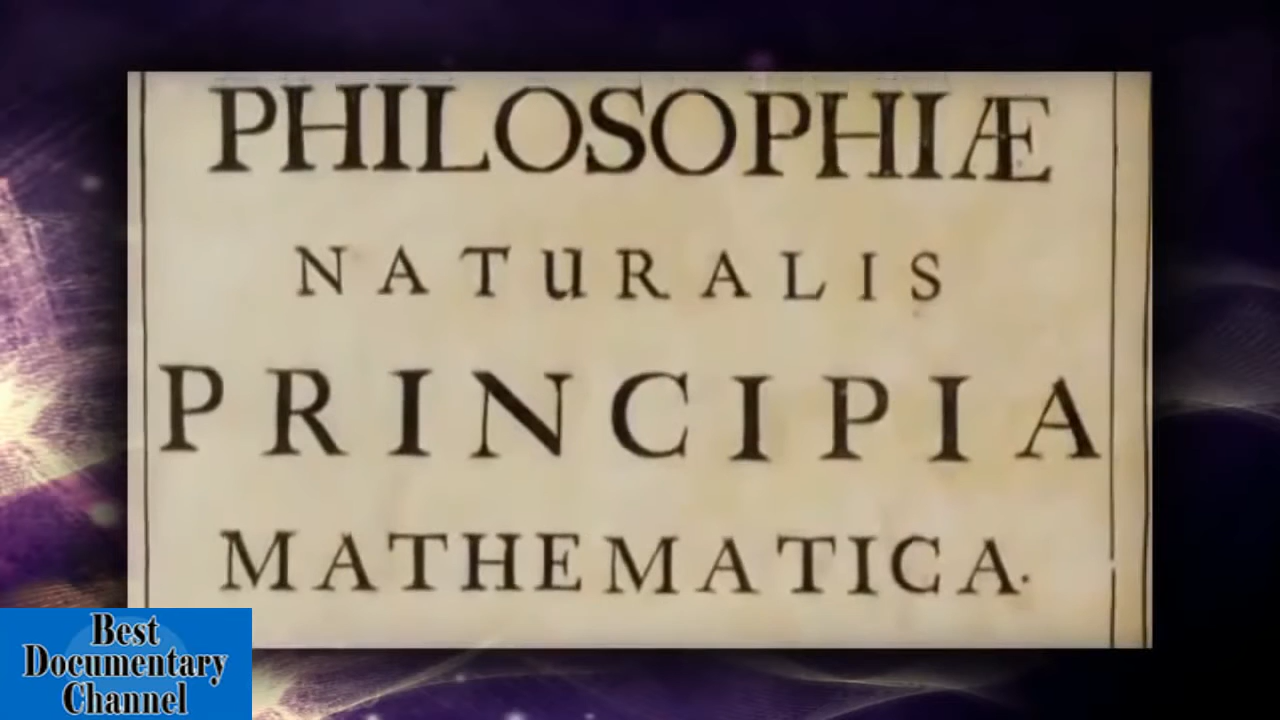 PHILOSOPHIÆ
NATURALIS
PRINCIPIA
MATHEMATICA.
Best
Documentary
Channel